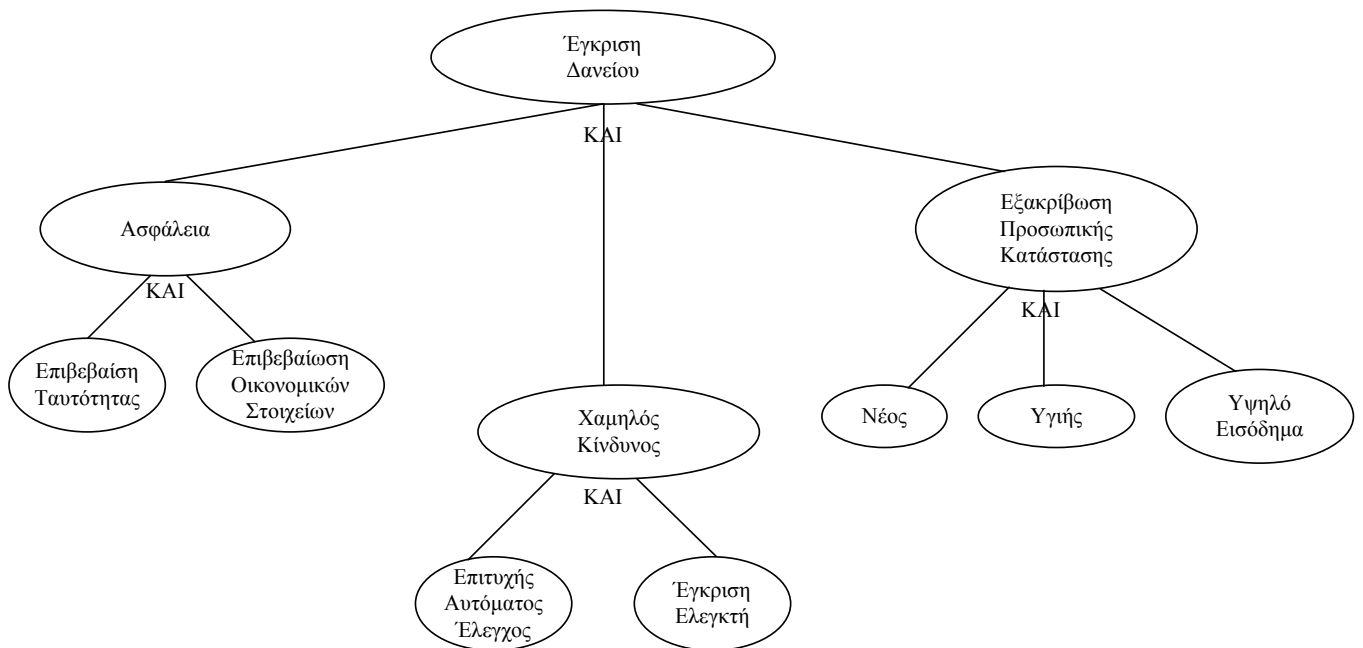 Έγκριση
Δανείου
ΚΑΙ
Ασφάλεια
Εξακρίβωση
Προσωπικής
Κατάστασης
ΚΑΙ
ΚΑΙ
Επιβεβαίση
Ταυτότητας
Επιβεβαίωση
Οικονομικών
Στοιχείων
Χαμηλός
Κίνδυνος
Νέος
Υγιής
Υψηλό
Εισόδημα
ΚΑΙ
Επιτυχής
Αυτόματος
Έλεγχος
Έγκριση
Ελεγκτή